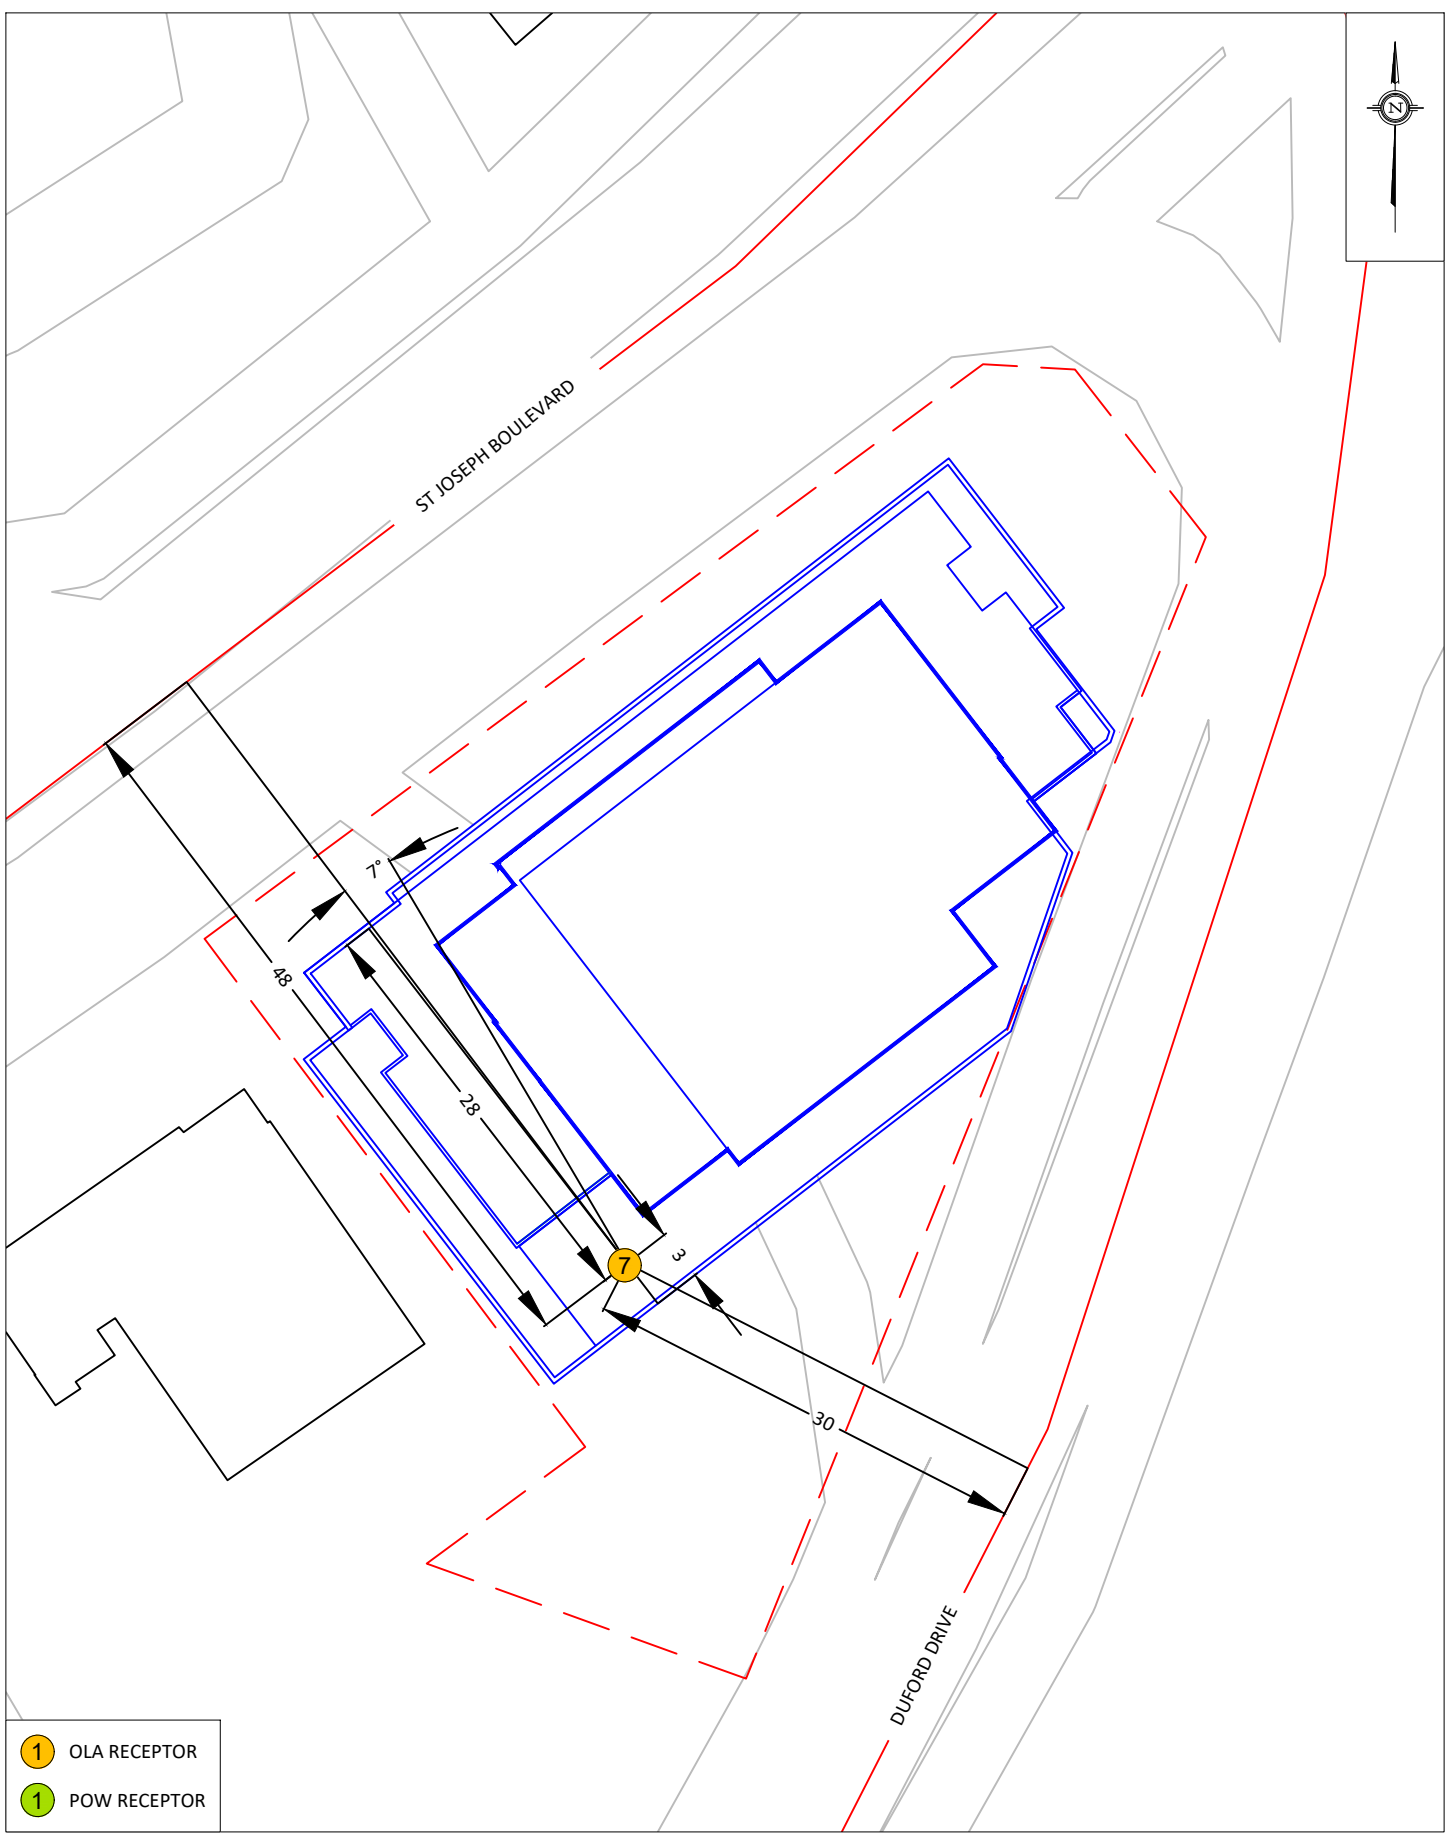 N
ST JOSEPH BOULEVARD
7°
48
28
3
7
30
DUFORD DRIVE
1 OLA RECEPTOR
1 POW RECEPTOR